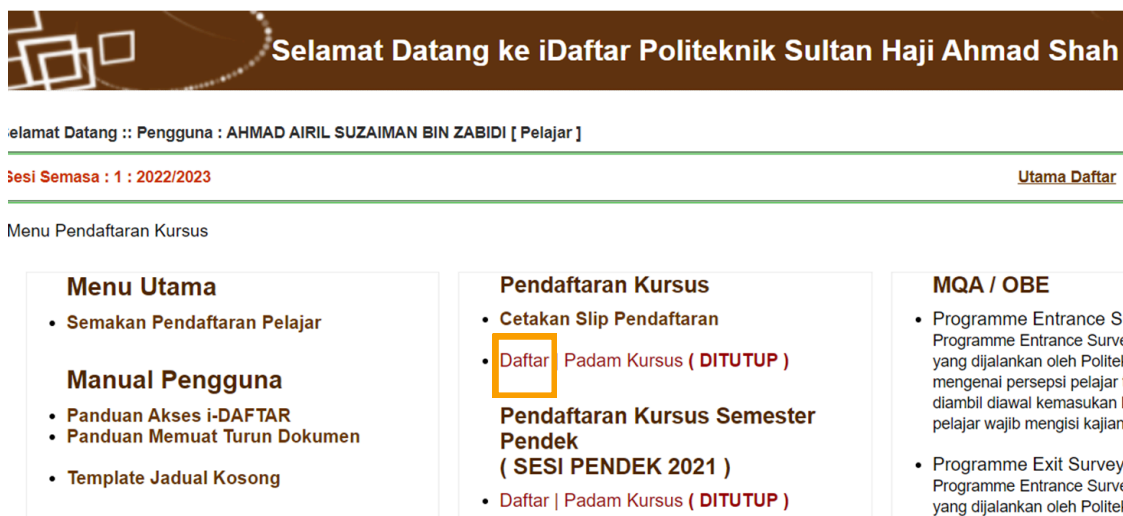 Selamat Datang ke iDaftar Politeknik Sultan Haji Ahmad Shah
elamat Datang :: Pengguna : AHMAD AIRIL SUZAIMAN BIN ZABIDI [ Pelajar ]
Sesi Semasa : 1 : 2022/2023
Utama Daftar
Menu Pendaftaran Kursus
Menu Utama
Semakan Pendaftaran Pelajar
Manual Pengguna
Panduan Akses i-DAFTAR
Panduan Memuat Turun Dokumen
Template Jadual Kosong
Pendaftaran Kursus
Cetakan Slip Pendaftaran
Daftar | Padam Kursus ( DITUTUP )
Pendaftaran Kursus Semester
Pendek
( SESI PENDEK 2021 )
Daftar | Padam Kursus ( DITUTUP )
MQA / OBE
Programme Entrance S
Programme Entrance Surve
yang dijalankan oleh Politek
mengenai persepsi pelajar
diambil diawal kemasukan
pelajar wajib mengisi kajian
Programme Exit Survey
Programme Entrance Surve
yang dijalankan oleh Politek